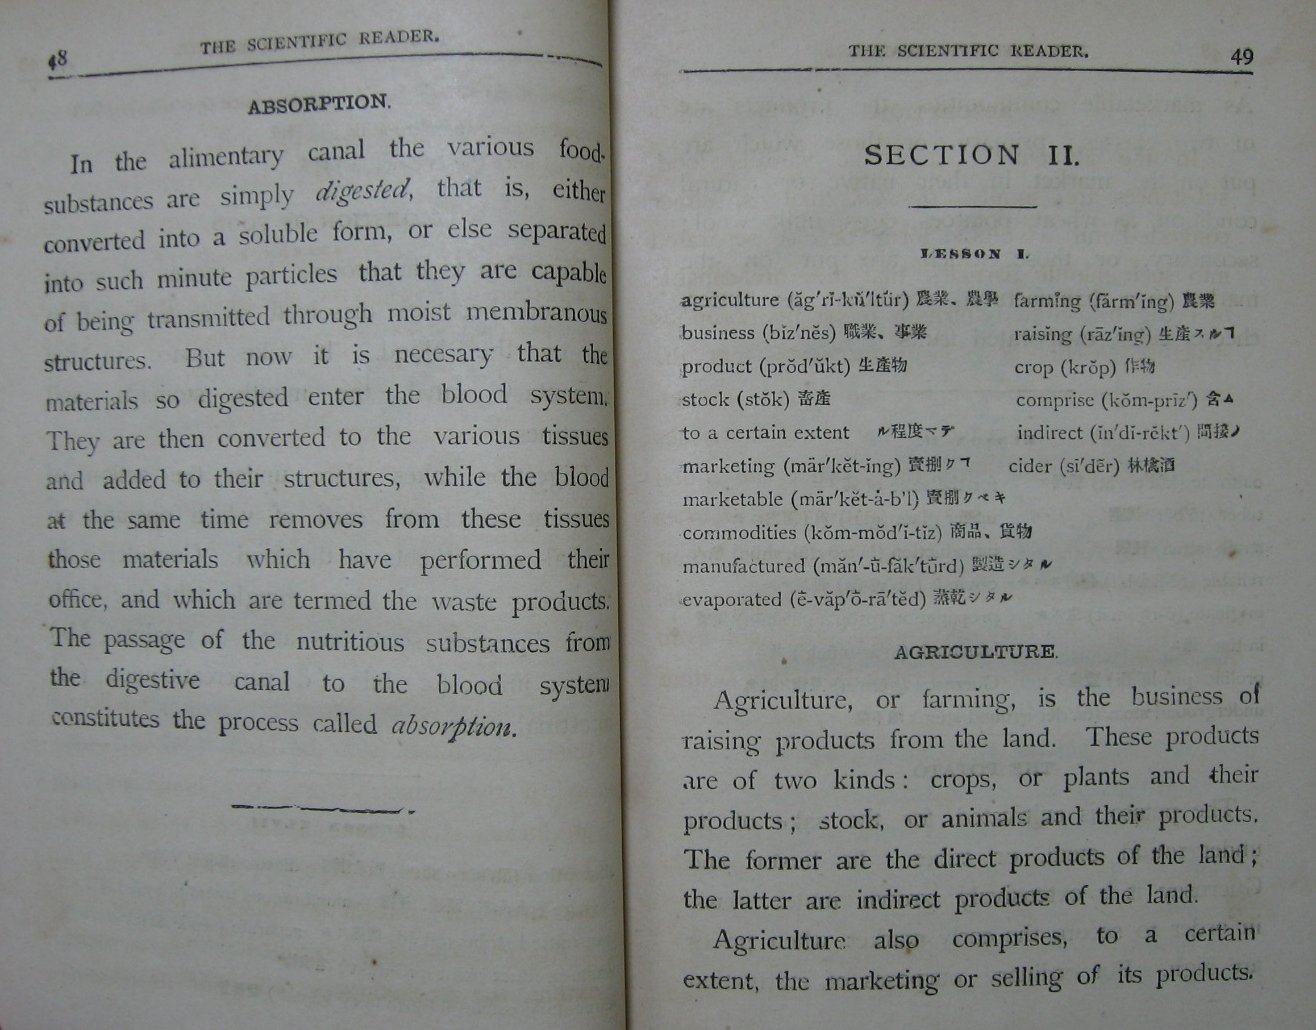 48
THE SCIENTIFIC READER.
ABSORPTION.
In the alimentary canal the various food-
substances are simply digested, that is, either
converted into a soluble form, or else separated
into such minute particles that they are capable
of being transmitted through moist membranous
structures. But now it is necesary that the
materials so digested enter the blood system.
They are then converted to the various tissues
and added to their structures, while the blood
at the same time removes from these tissues
those materials which have performed their
office, and which are termed the waste products.
The passage of the nutritious substances from
the digestive canal to the blood system
constitutes the process called absorption.
THE SCIENTIFIC READER.
49
SECTION II.
LESSON I.
agriculture (ăg′rĭ-kŭ′ltūr) 農業、農學 farming (färm′ing) 農業
business (bĭz′nĕs) 職業、事業 raising (rāz′ing) 生產スルヿ
product (prŏd′ŭkt) 生產物 crop (krŏp) 作物
stock (stŏk) 畜產 comprise (kŏm-prīz′) 含ム
to a certain extent ル程度マデ indirect (ĭn′dĭ-rĕkt′) 間接ノ
marketing (mär′kĕt-ing) 賣捌クヿ cider (sī′dẽr) 林檎酒
marketable (mär′kĕt-ȧ-b'l) 賣捌クベキ
commodities (kŏm-mŏd′ĭ-tĭz) 商品、貨物
manufactured (măn′-ū-făk′tūrd) 製造シタル
evaporated (ē-văp′ō-rā′tĕd) 蒸乾シタル
AGRICULTURE.
Agriculture, or farming, is the business of
raising products from the land. These products
are of two kinds: crops, or plants and their
products; stock, or animals and their products.
The former are the direct products of the land;
the latter are indirect products of the land.
Agriculture also comprises, to a certain
extent, the marketing or selling of its products.